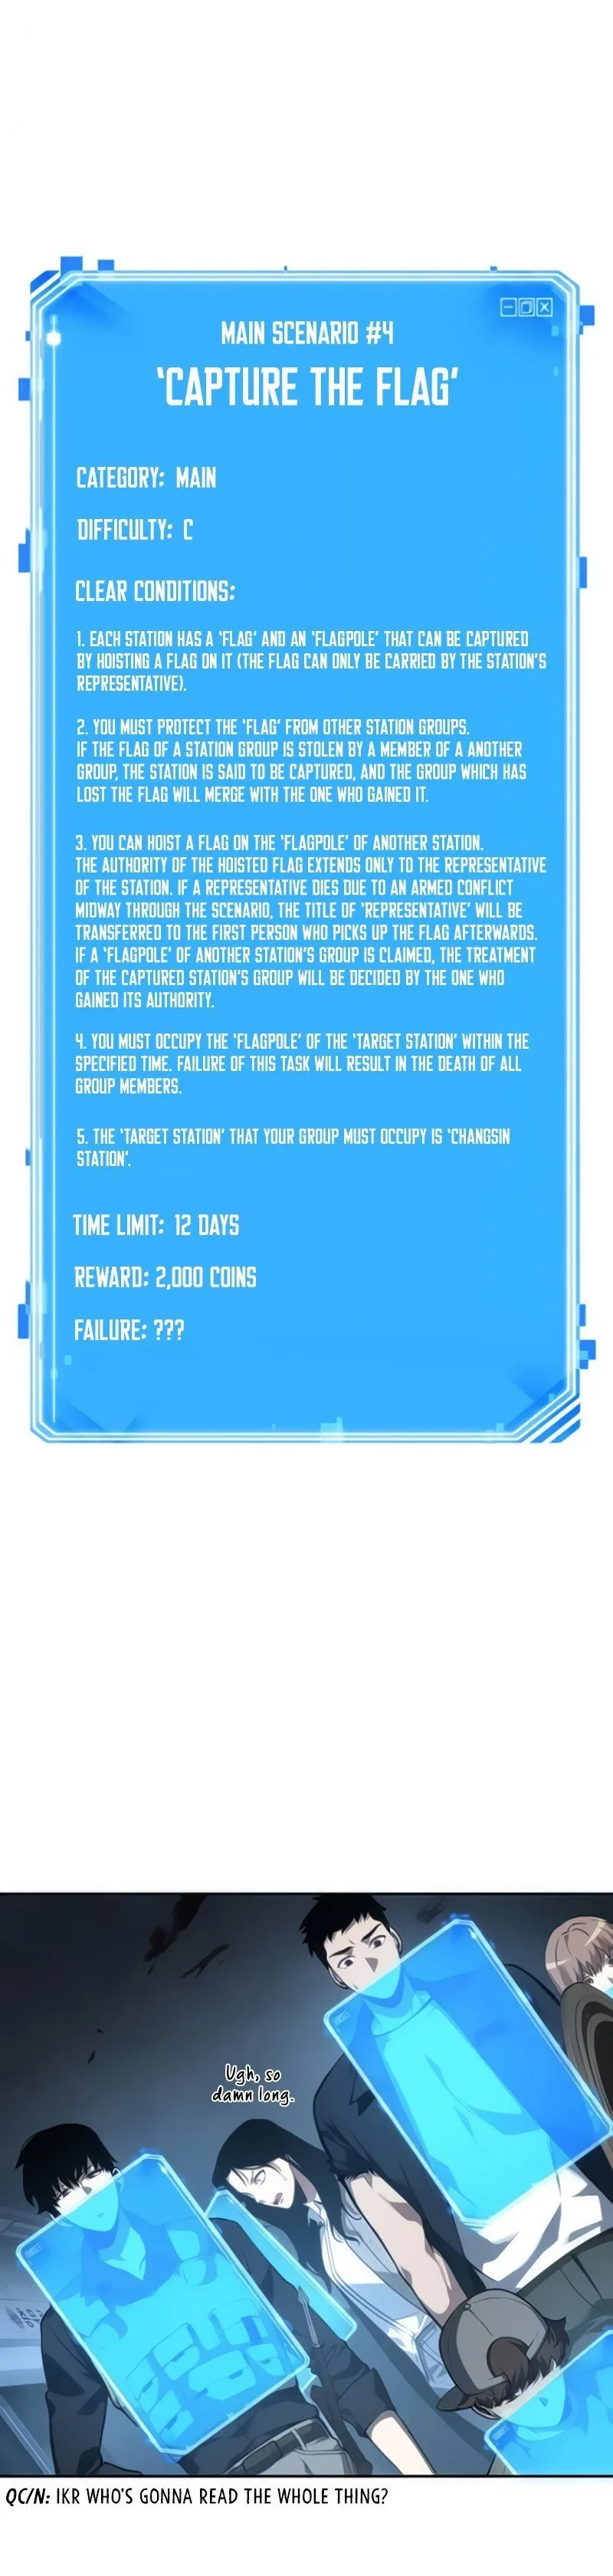 MAIN SCENARIO #4
'CAPTURE THE FLAG'
CATEGORY: MAIN
DIFFICULTY: C
CLEAR CONDITIONS:
1. EACH STATION HAS A 'FLAG' AND AN 'FLAGPOLE' THAT CAN BE CAPTURED
BY HOISTING A FLAG ON IT (THE FLAG CAN ONLY BE CARRIED BY THE STATION'S
REPRESENTATIVE).
2. YOU MUST PROTECT THE 'FLAG' FROM OTHER STATION GROUPS.
IF THE FLAG OF A STATION GROUP IS STOLEN BY A MEMBER OF A ANOTHER
GROUP, THE STATION IS SAID TO BE CAPTURED, AND THE GROUP WHICH HAS
LOST THE FLAG WILL MERGE WITH THE ONE WHO GAINED IT.
3. YOU CAN HOIST A FLAG ON THE 'FLAGPOLE' OF ANOTHER STATION.
THE AUTHORITY OF THE HOISTED FLAG EXTENDS ONLY TO THE REPRESENTATIVE
OF THE STATION. IF A REPRESENTATIVE DIES DUE TO AN ARMED CONFLICT
MIDWAY THROUGH THE SCENARIO, THE TITLE OF 'REPRESENTATIVE' WILL BE
TRANSFERRED TO THE FIRST PERSON WHO PICKS UP THE FLAG AFTERWARDS.
IF A 'FLAGPOLE' OF ANOTHER STATION'S GROUP IS CLAIMED, THE TREATMENT
OF THE CAPTURED STATION'S GROUP WILL BE DECIDED BY THE ONE WHO
GAINED ITS AUTHORITY.
4. YOU MUST OCCUPY THE 'FLAGPOLE' OF THE 'TARGET STATION' WITHIN THE
SPECIFIED TIME. FAILURE OF THIS TASK WILL RESULT IN THE DEATH OF ALL
GROUP MEMBERS.
5. THE 'TARGET STATION' THAT YOUR GROUP MUST OCCUPY IS 'CHANGSIN
STATION'.
TIME LIMIT: 12 DAYS
REWARD: 2,000 COINS
FAILURE: ???
Ugh, so
damn long.
QC/N: IKR WHO'S GONNA READ THE WHOLE THING?